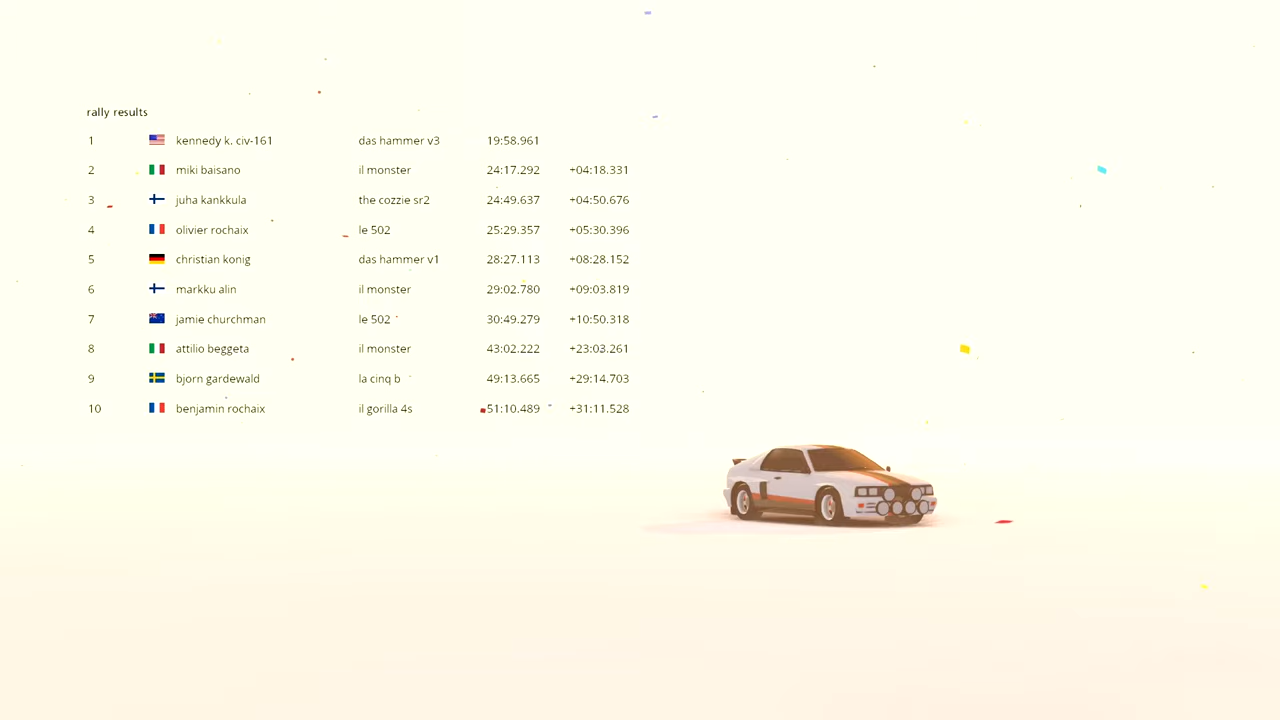 rally results
1 kennedy k. civ-161 das hammer v3 19:58.961
2 miki baisano il monster 24:17.292 +04:18.331
3 juha kankkula the cozzie sr2 24:49.637 +04:50.676
4 olivier rochaix le 502 25:29.357 +05:30.396
5 christian konig das hammer v1 28:27.113 +08:28.152
6 markku alin il monster 29:02.780 +09:03.819
7 jamie churchman le 502 30:49.279 +10:50.318
8 attilio beggeta il monster 43:02.222 +23:03.261
9 bjorn gardewald la cinq b 49:13.665 +29:14.703
10 benjamin rochaix il gorilla 4s 51:10.489 +31:11.528